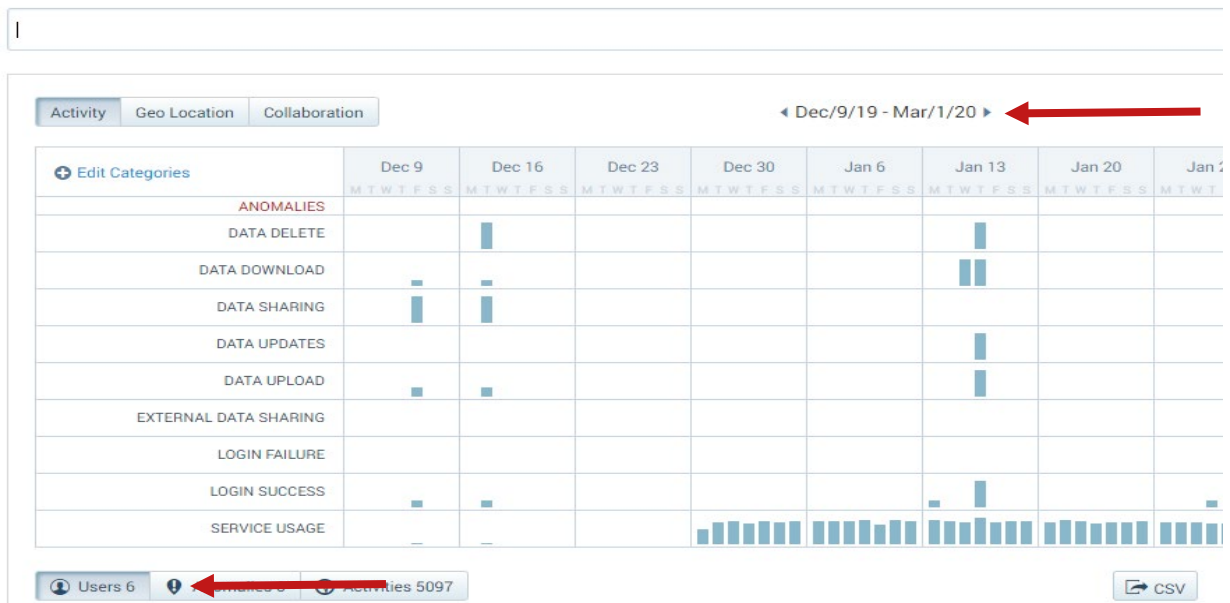 Activity Geo Location Collaboration
Dec/9/19 - Mar/1/20
Edit Categories Dec 9 Dec 16 Dec 23 Dec 30 Jan 6 Jan 13 Jan 20 Jan
M T W T F S S M T W T F S S M T W T F S S M T W T F S S M T W T F S S M T W T F S S M T W T F S S M T W T
ANOMALIES
DATA DELETE
DATA DOWNLOAD
DATA SHARING
DATA UPDATES
DATA UPLOAD
EXTERNAL DATA SHARING
LOGIN FAILURE
LOGIN SUCCESS
SERVICE USAGE
Users 6 Activities 5097 CSV